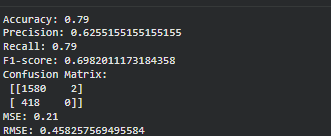 Accuracy: 0.79
Precision: 0.6255155155155155
Recall: 0.79
F1-score: 0.6982011173184358
Confusion Matrix:
[[1580 2]
[ 418 0]]
MSE: 0.21
RMSE: 0.458257569495584